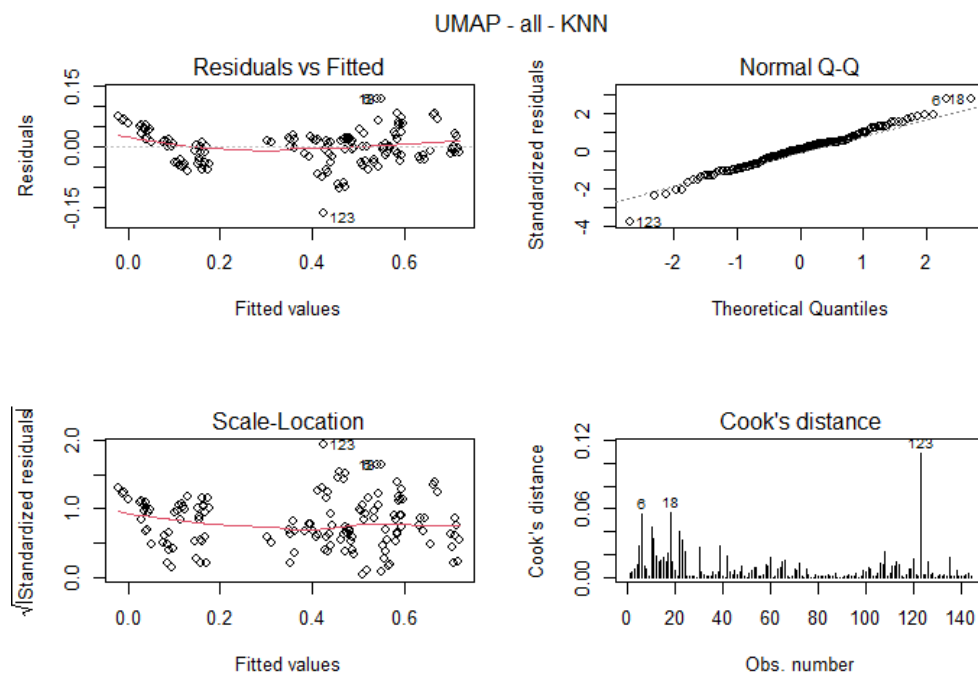 UMAP - all - KNN
Residuals vs Fitted
Residuals
0.15
0.00
-0.15
18
123
0.0 0.2 0.4 0.6
Fitted values
Normal Q-Q
Standardized residuals
2
0
-2
-4
6 18
123
-2 -1 0 1 2
Theoretical Quantiles
Scale-Location
√|Standardized residuals|
2.0
1.0
0.0
123
18
0.0 0.2 0.4 0.6
Fitted values
Cook's distance
Cook's distance
0.12
0.06
0.00
6
18
123
0 20 40 60 80 100 120 140
Obs. number